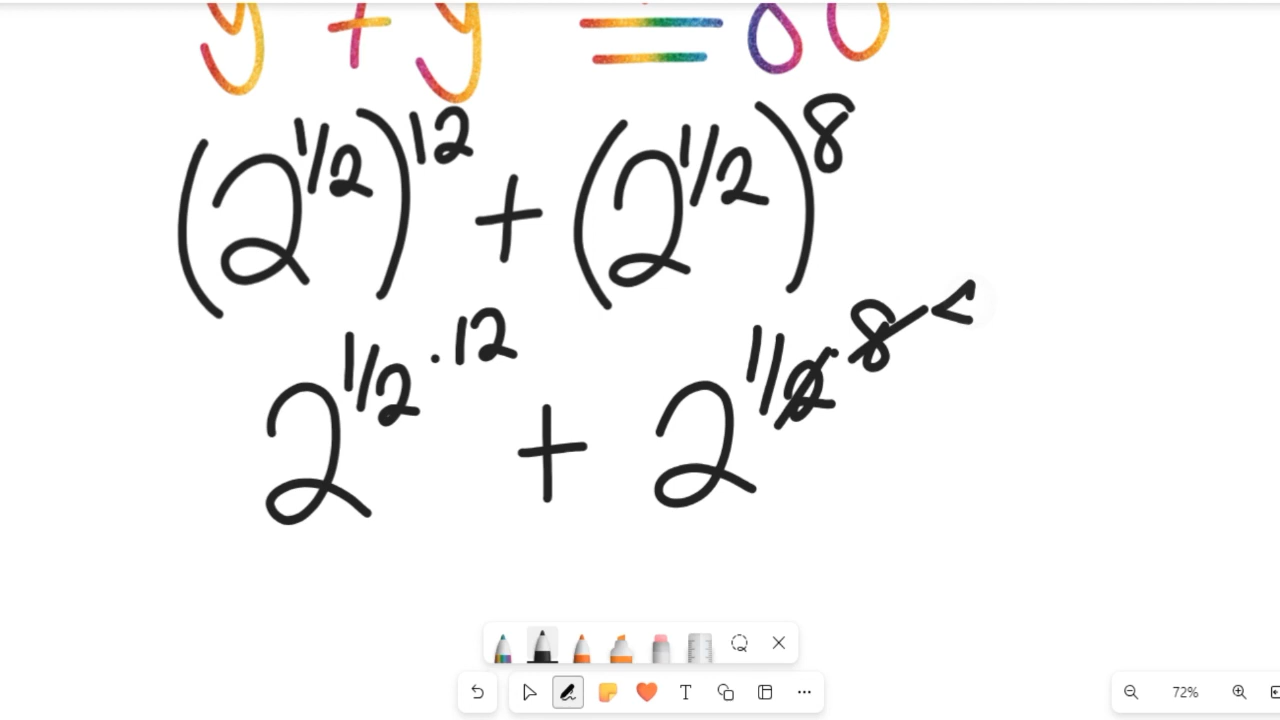 y + y = 80
(2^{1/2})^{12} + (2^{1/2})^8
2^{1/2 · 12} + 2^{1/2 · 8}
T
72%